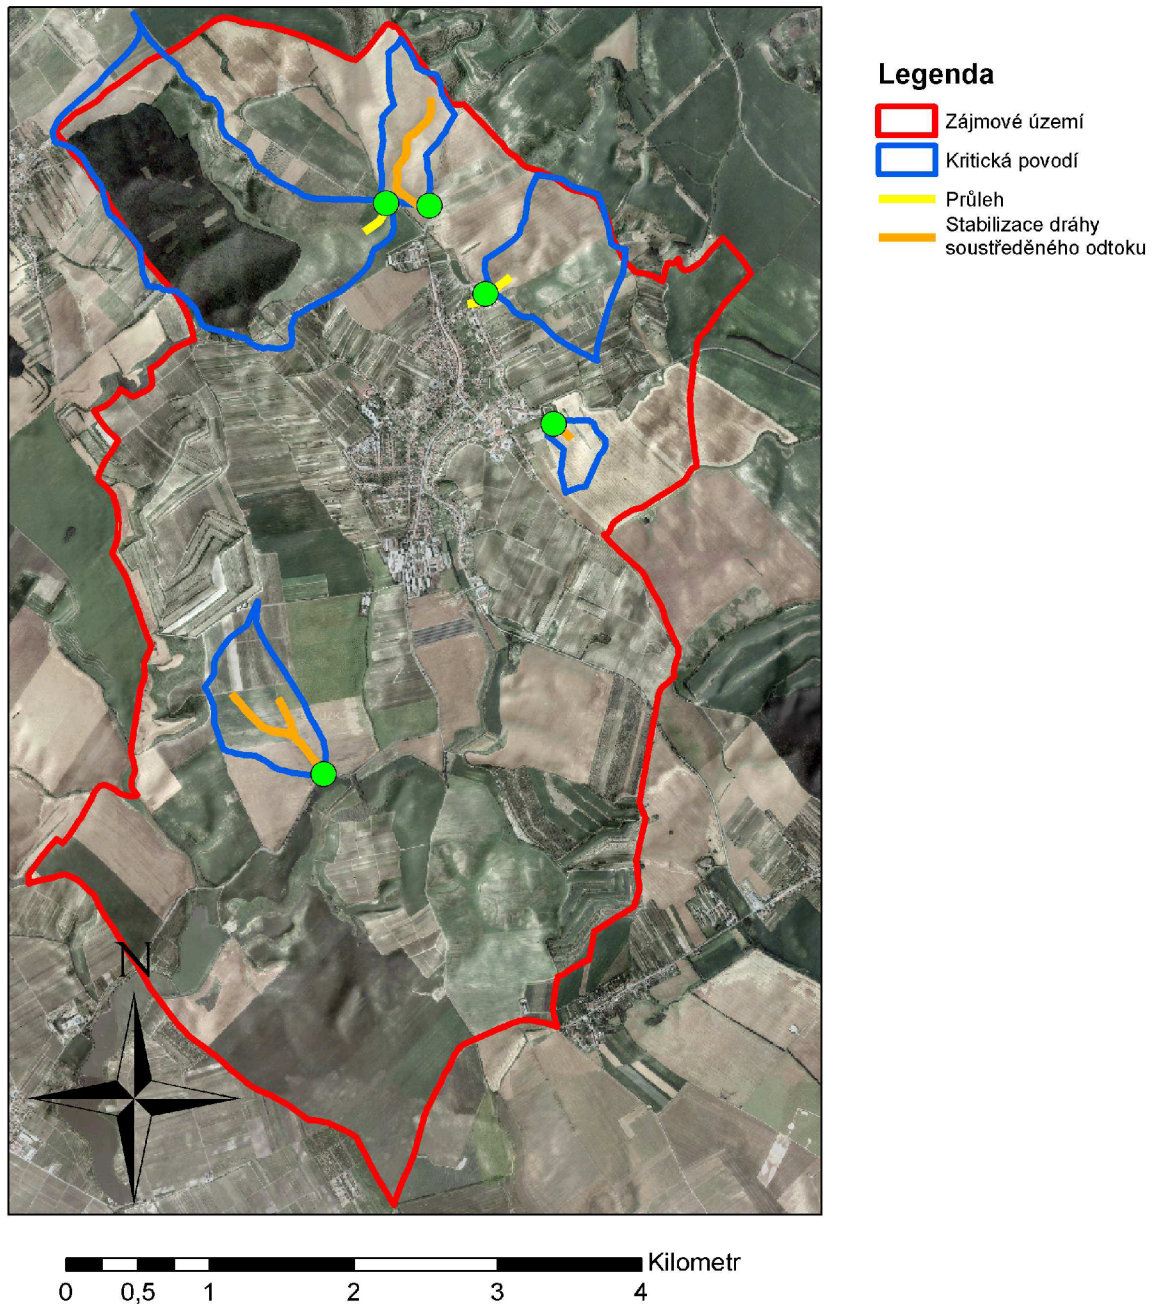 Legenda
Zájmové území
Kritická povodí
Průleh
Stabilizace dráhy
soustředěného odtoku
N
Kilometr
0 0,5 1 2 3 4